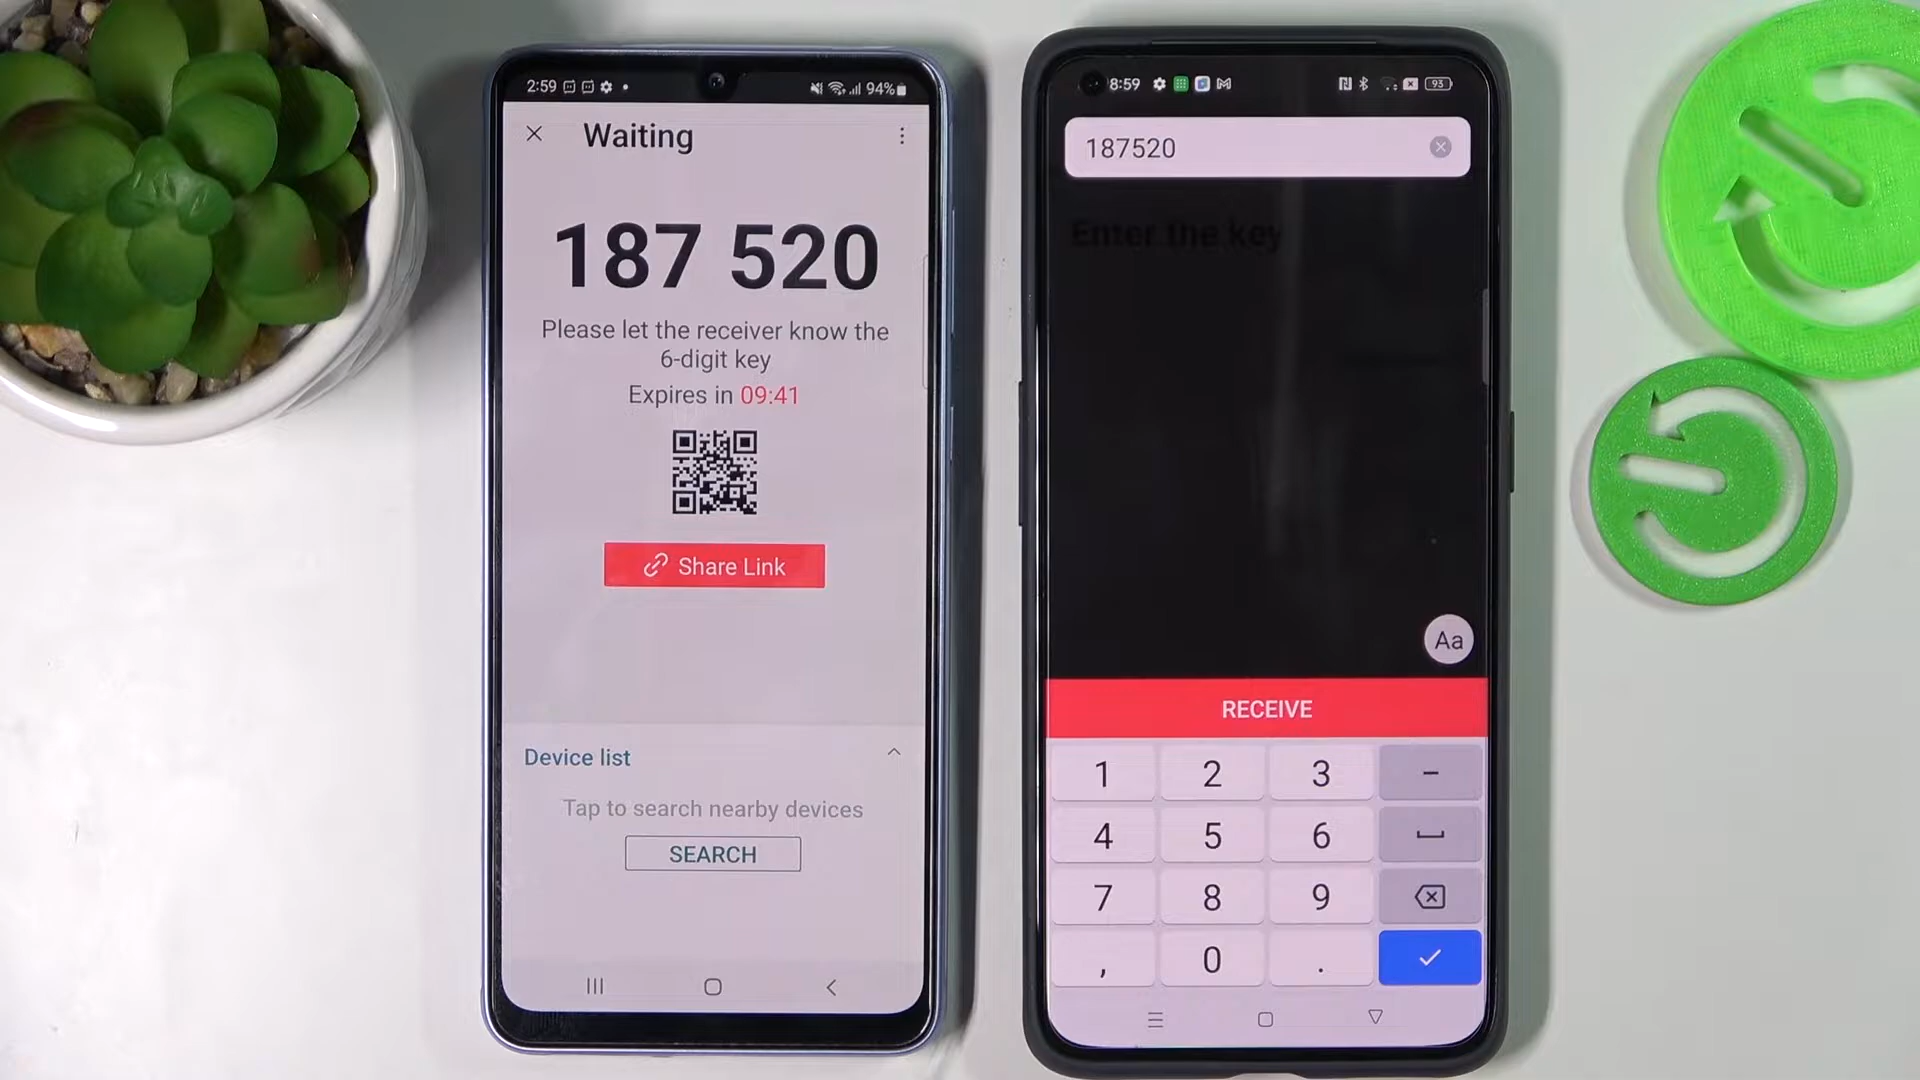 2:59
94%
Waiting
187 520
Please let the receiver know the
6-digit key
Expires in 09:41
Share Link
Device list
Tap to search nearby devices
SEARCH
8:59
93
187520
Enter the key
Aa
RECEIVE
1 2 3 -
4 5 6
7 8 9
, 0 .